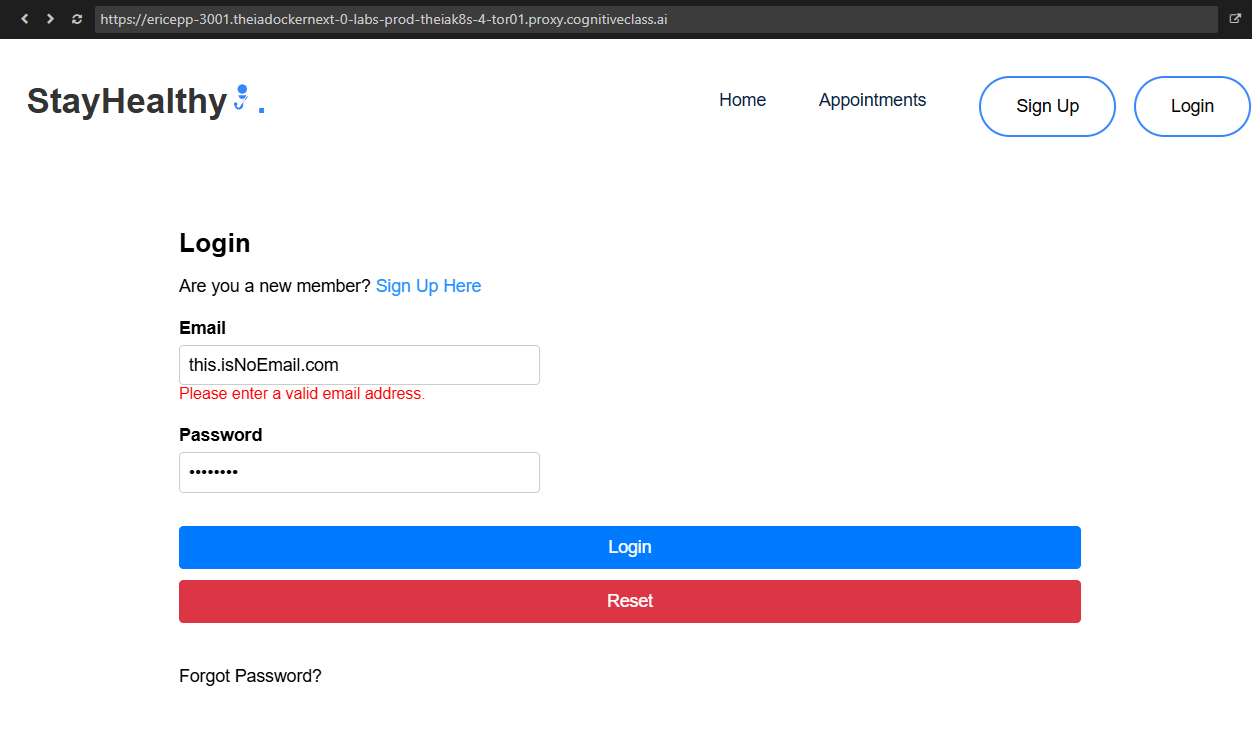 https://ericepp-3001.theiadockernext-0-labs-prod-theiak8s-4-tor01.proxy.cognitiveclass.ai
StayHealthy. Home Appointments Sign Up Login
Login
Are you a new member? Sign Up Here
Email
this.isNoEmail.com
Please enter a valid email address.
Password
••••••••
Login
Reset
Forgot Password?